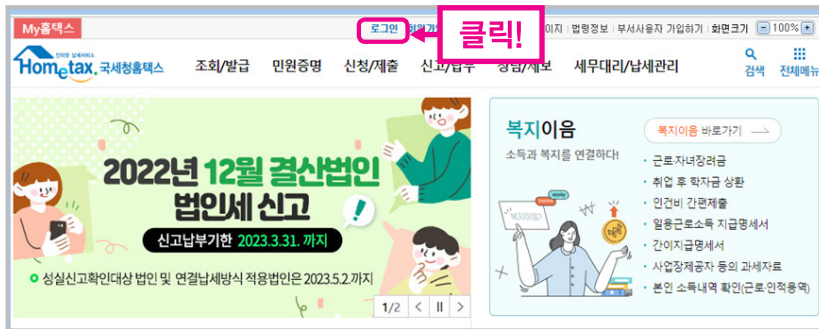 My홈택스 로그인 클릭! 이지 법령정보 부서사용자 가입하기 화면크기 - 100% +
Hometax. 국세청홈택스 조회/발급 민원증명 신청/제출 신고/납부 상담/제보 세무대리/납세관리 검색 전체메뉴
2022년 12월 결산법인
법인세 신고
신고납부기한 2023.3.31. 까지
성실신고확인대상 법인 및 연결납세방식 적용법인은 2023.5.2.까지
1/2
복지이음
소득과 복지를 연결하다!
복지이음 바로가기
근로·자녀장려금
취업 후 학자금 상환
인건비 간편제출
일용근로소득 지급명세서
간이지급명세서
사업장제공자 등의 과세자료
본인 소득내역 확인(근로·인적용역)